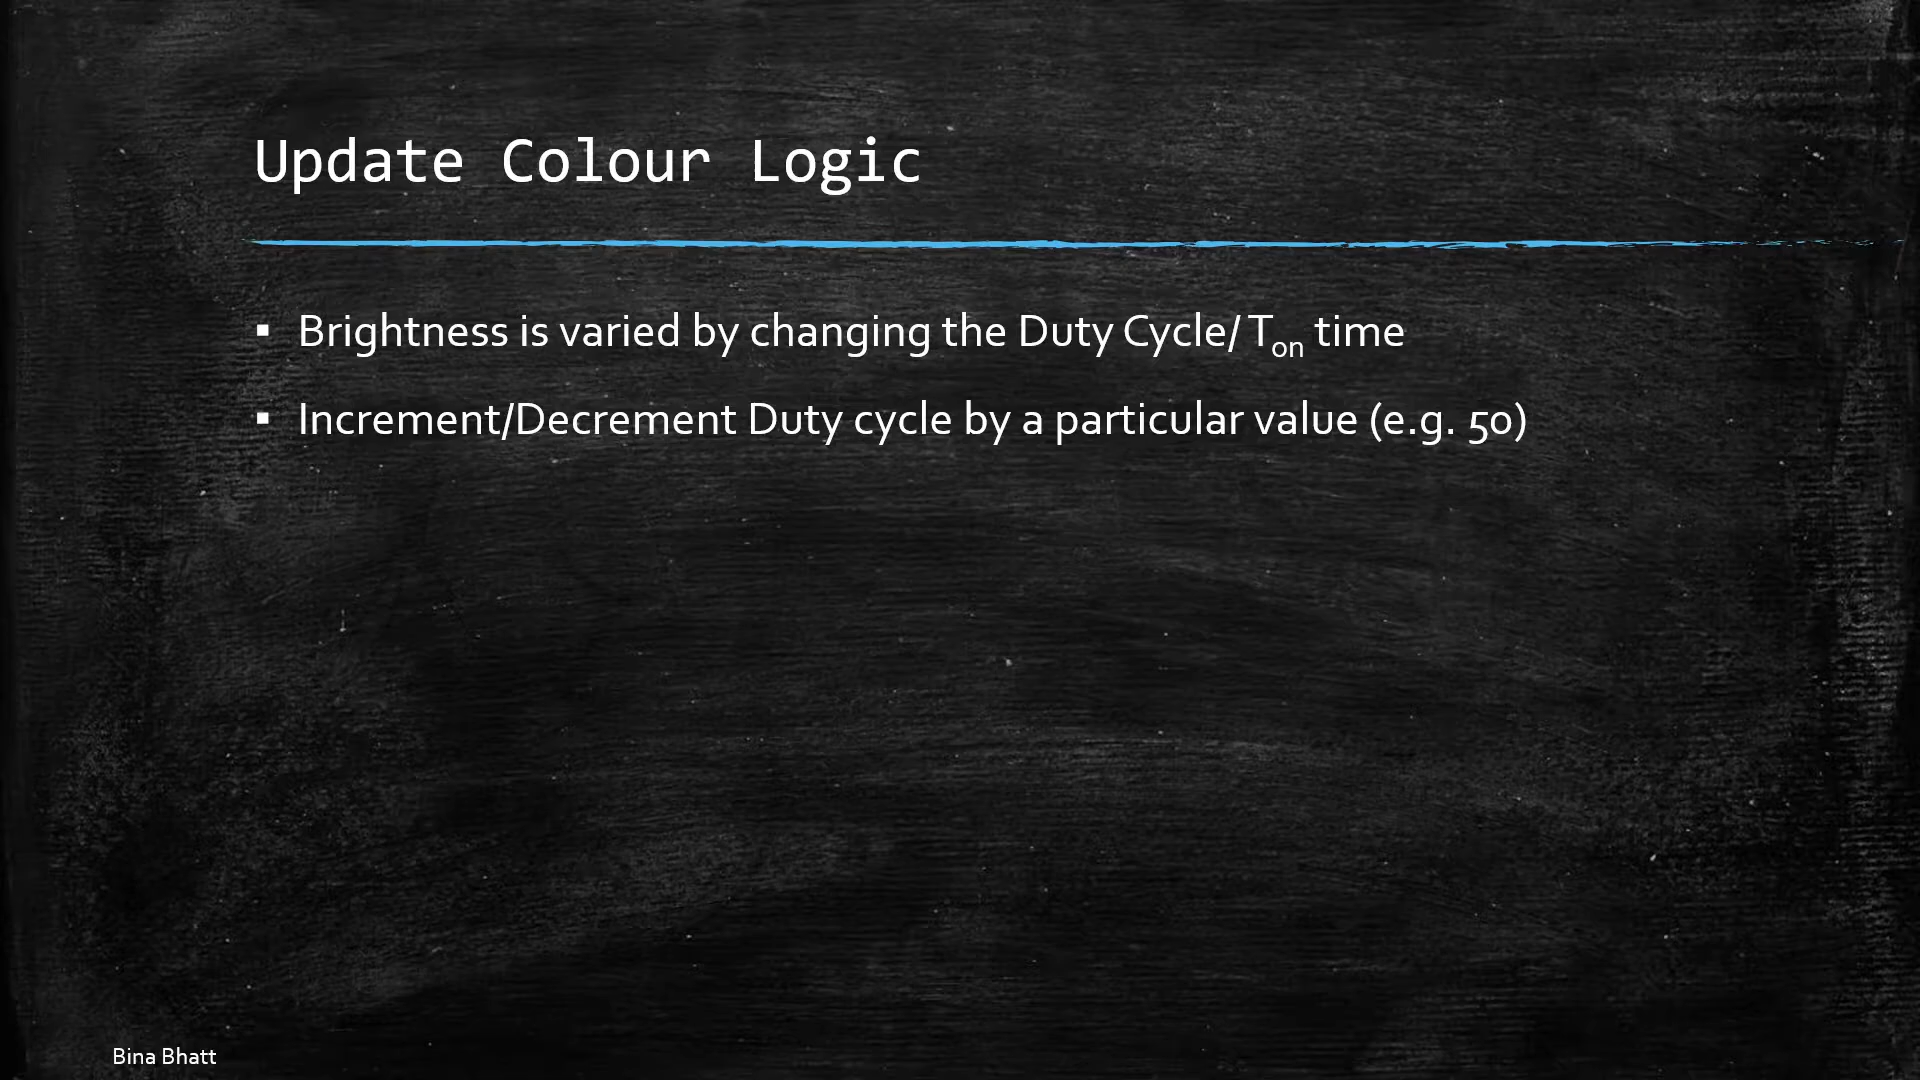 Update Colour Logic
▪ Brightness is varied by changing the Duty Cycle/ Ton time
▪ Increment/Decrement Duty cycle by a particular value (e.g. 50)
Bina Bhatt